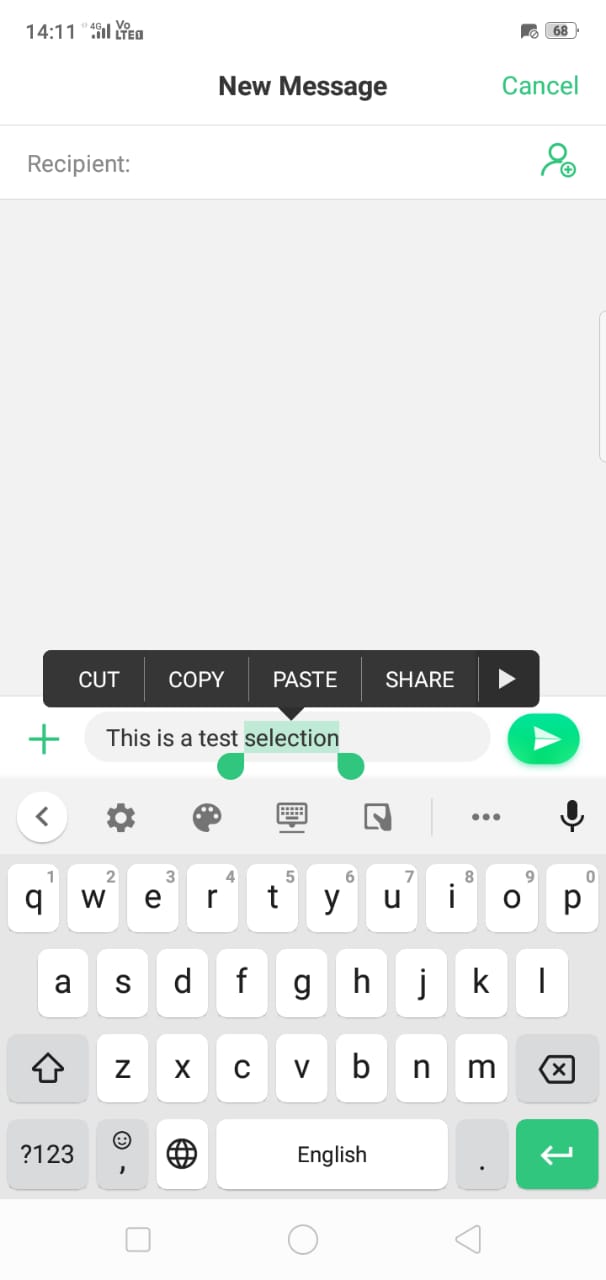 14:11 4G Vo LTE 68
New Message Cancel
Recipient:
CUT COPY PASTE SHARE
This is a test selection
1 2 3 4 5 6 7 8 9 0
q w e r t y u i o p
a s d f g h j k l
z x c v b n m
?123 , English .